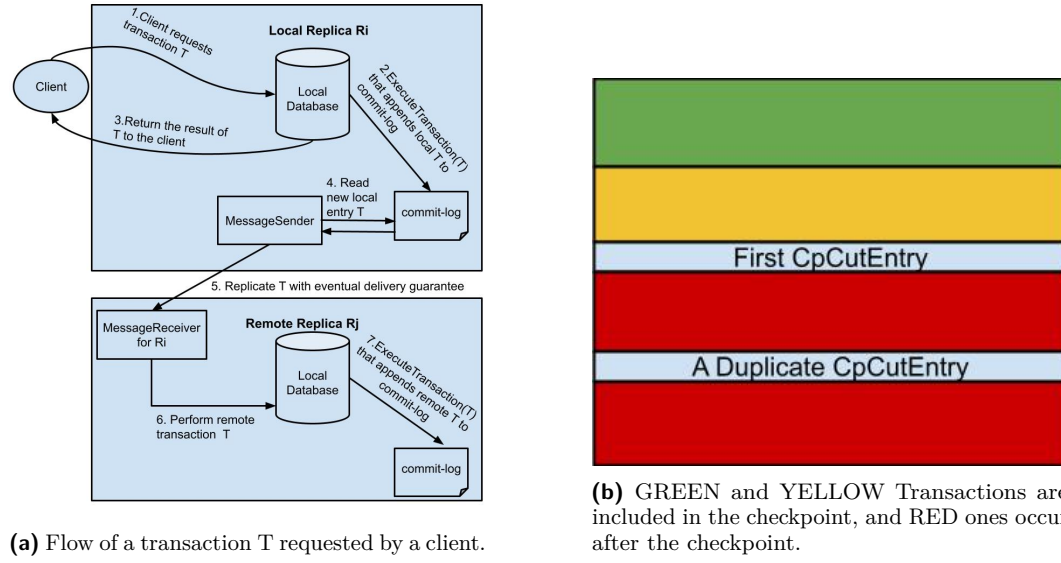 1.Client requests
transaction T
Local Replica Ri
Client
Local
Database
2.ExecuteTransaction(T)
that appends local T to
commit-log
3.Return the result of
T to the client
4. Read
new local
entry T
MessageSender
commit-log
5. Replicate T with eventual delivery guarantee
MessageReceiver
for Ri
Remote Replica Rj
Local
Database
7.ExecuteTransaction(T)
that appends remote T to
commit-log
6. Perform remote
transaction T
commit-log
(a) Flow of a transaction T requested by a client.
First CpCutEntry
A Duplicate CpCutEntry
(b) GREEN and YELLOW Transactions are
included in the checkpoint, and RED ones occur
after the checkpoint.